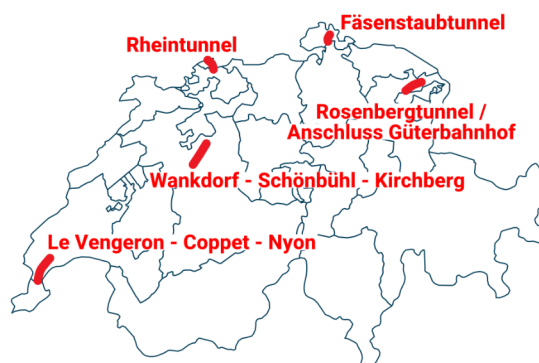 Fäsenstaubtunnel
Rheintunnel
Rosenbergtunnel /
Anschluss Güterbahnhof
Wankdorf - Schönbühl - Kirchberg
Le Vengeron - Coppet - Nyon